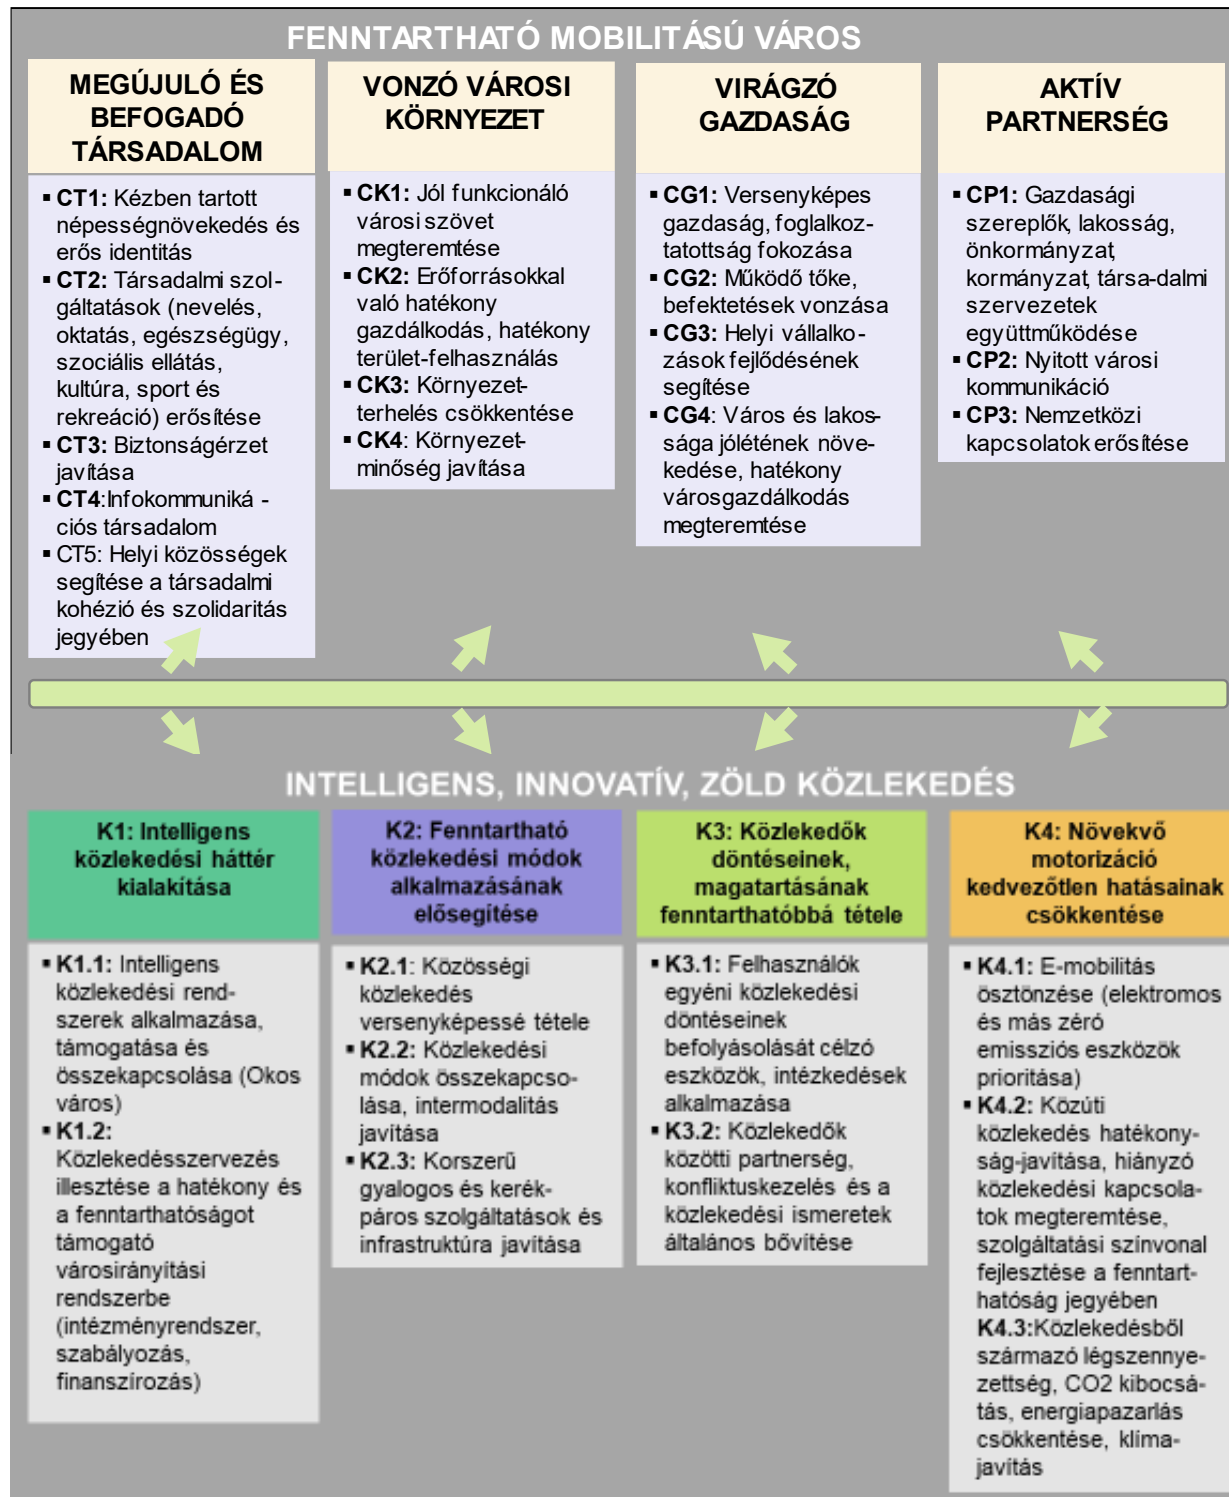 FENNTARTHATÓ MOBILITÁSÚ VÁROS
MEGÚJULÓ ÉS
BEFOGADÓ
TÁRSADALOM
▪ CT1: Kézben tartott
népességnövekedés és
erős identitás
▪ CT2: Társadalmi szol-
gáltatások (nevelés,
oktatás, egészségügy,
szociális ellátás,
kultúra, sport és
rekreáció) erősítése
▪ CT3: Biztonságérzet
javítása
▪ CT4:Infokommuniká -
ciós társadalom
▪ CT5: Helyi közösségek
segítése a társadalmi
kohézió és szolidaritás
jegyében
VONZÓ VÁROSI
KÖRNYEZET
▪ CK1: Jól funkcionáló
városi szövet
megteremtése
▪ CK2: Erőforrásokkal
való hatékony
gazdálkodás, hatékony
terület-felhasználás
▪ CK3: Környezet-
terhelés csökkentése
▪ CK4: Környezet-
minőség javítása
VIRÁGZÓ
GAZDASÁG
▪ CG1: Versenyképes
gazdaság, foglalkoz-
tatottság fokozása
▪ CG2: Működő tőke,
befektetések vonzása
▪ CG3: Helyi vállalko-
zások fejlődésének
segítése
▪ CG4: Város és lakos-
sága jólétének növe-
kedése, hatékony
városgazdálkodás
megteremtése
AKTÍV
PARTNERSÉG
▪ CP1: Gazdasági
szereplők, lakosság,
önkormányzat,
kormányzat, társa-dalmi
szervezetek
együttműködése
▪ CP2: Nyitott városi
kommunikáció
▪ CP3: Nemzetközi
kapcsolatok erősítése
INTELLIGENS, INNOVATÍV, ZÖLD KÖZLEKEDÉS
K1: Intelligens
közlekedési háttér
kialakítása
▪ K1.1: Intelligens
közlekedési rend-
szerek alkalmazása,
támogatása és
összekapcsolása (Okos
város)
▪ K1.2:
Közlekedésszervezés
illesztése a hatékony és
a fenntarthatóságot
támogató
városirányítási
rendszerbe
(intézményrendszer,
szabályozás,
finanszírozás)
K2: Fenntartható
közlekedési módok
alkalmazásának
elősegítése
▪ K2.1: Közösségi
közlekedés
versenyképessé tétele
▪ K2.2: Közlekedési
módok összekapcso-
lása, intermodalitás
javítása
▪ K2.3: Korszerű
gyalogos és kerék-
páros szolgáltatások és
infrastruktúra javítása
K3: Közlekedők
döntéseinek,
magatartásának
fenntarthatóbbá tétele
▪ K3.1: Felhasználók
egyéni közlekedési
döntéseinek
befolyásolását célzó
eszközök, intézkedések
alkalmazása
▪ K3.2: Közlekedők
közötti partnerség,
konfliktuskezelés és a
közlekedési ismeretek
általános bővítése
K4: Növekvő
motorizáció
kedvezőtlen hatásainak
csökkentése
▪ K4.1: E-mobilitás
ösztönzése (elektromos
és más zéró
emissziós eszközök
prioritása)
▪ K4.2: Közúti
közlekedés hatékony-
ság-javítása, hiányzó
közlekedési kapcsola-
tok megteremtése,
szolgáltatási színvonal
fejlesztése a fenntart-
hatóság jegyében
K4.3:Közlekedésből
származó légszennye-
zettség, CO2 kibocsá-
tás, energiapazarlás
csökkentése, klíma-
javítás